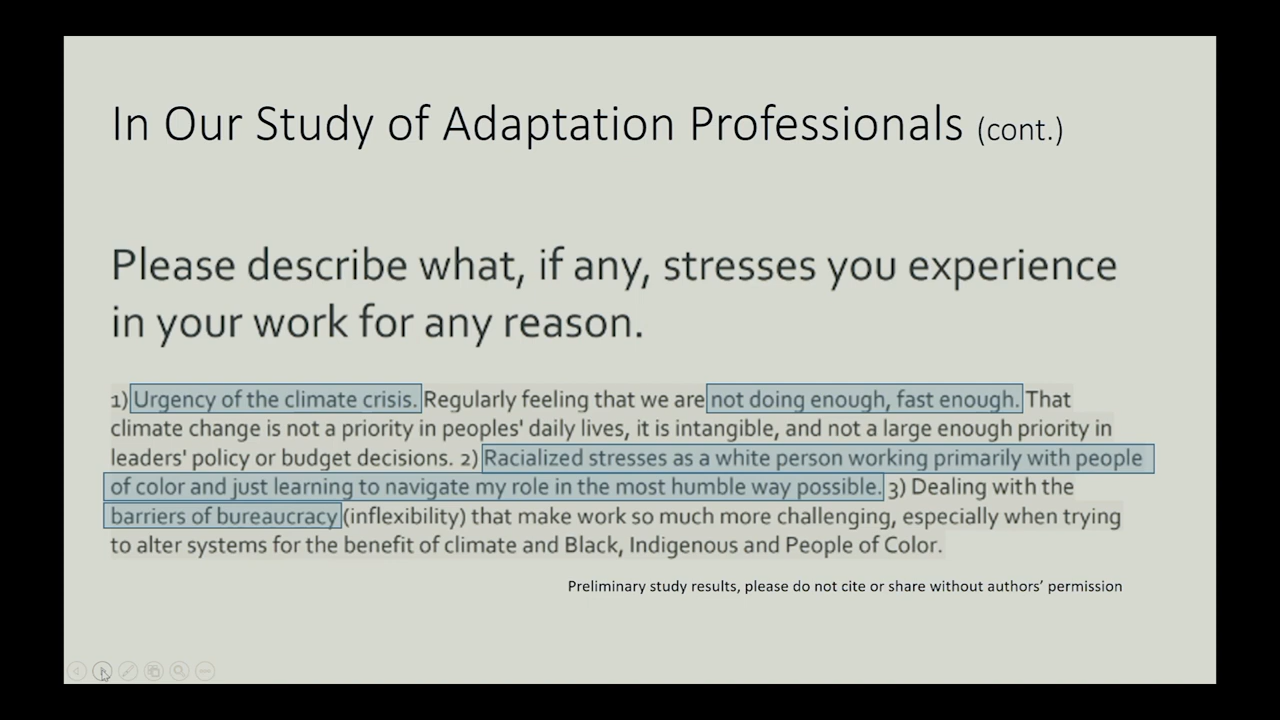 In Our Study of Adaptation Professionals (cont.)
Please describe what, if any, stresses you experience
in your work for any reason.
1) Urgency of the climate crisis. Regularly feeling that we are not doing enough, fast enough. That
climate change is not a priority in peoples' daily lives, it is intangible, and not a large enough priority in
leaders' policy or budget decisions. 2) Racialized stresses as a white person working primarily with people
of color and just learning to navigate my role in the most humble way possible. 3) Dealing with the
barriers of bureaucracy (inflexibility) that make work so much more challenging, especially when trying
to alter systems for the benefit of climate and Black, Indigenous and People of Color.
Preliminary study results, please do not cite or share without authors’ permission